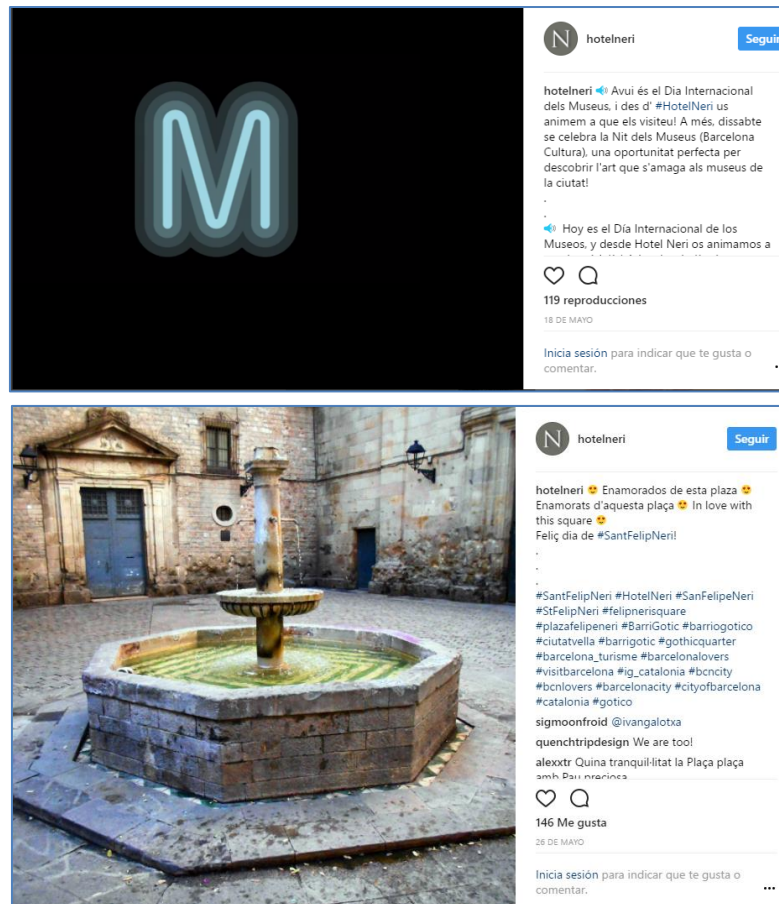 M
N hotelneri Seguir
hotelneri 🔊 Avui és el Dia Internacional
dels Museus, i des d' #HotelNeri us
animem a que els visiteu! A més, dissabte
se celebra la Nit dels Museus (Barcelona
Cultura), una oportunitat perfecta per
descobrir l'art que s'amaga als museus de
la ciutat!
.
.
🔊 Hoy es el Día Internacional de los
Museos, y desde Hotel Neri os animamos a
119 reproducciones
18 DE MAYO
Inicia sesión para indicar que te gusta o
comentar.
N hotelneri Seguir
hotelneri 😍 Enamorados de esta plaza 😍
Enamorats d'aquesta plaça 😍 In love with
this square 😍
Feliç dia de #SantFelipNeri!
.
.
.
#SantFelipNeri #HotelNeri #SanFelipeNeri
#StFelipNeri #felipnerisquare
#plazafelipeneri #BarriGotic #barriogotico
#ciutatvella #barrigotic #gothicquarter
#barcelona_turisme #barcelonalovers
#visitbarcelona #ig_catalonia #bcncity
#bcnlovers #barcelonacity #cityofbarcelona
#catalonia #gotico
sigmoonfroid @ivangalotxa
quenchtripdesign We are too!
alexxtr Quina tranquil·litat la Plaça plaça
amb Pau preciosa
146 Me gusta
26 DE MAYO
Inicia sesión para indicar que te gusta o
comentar.